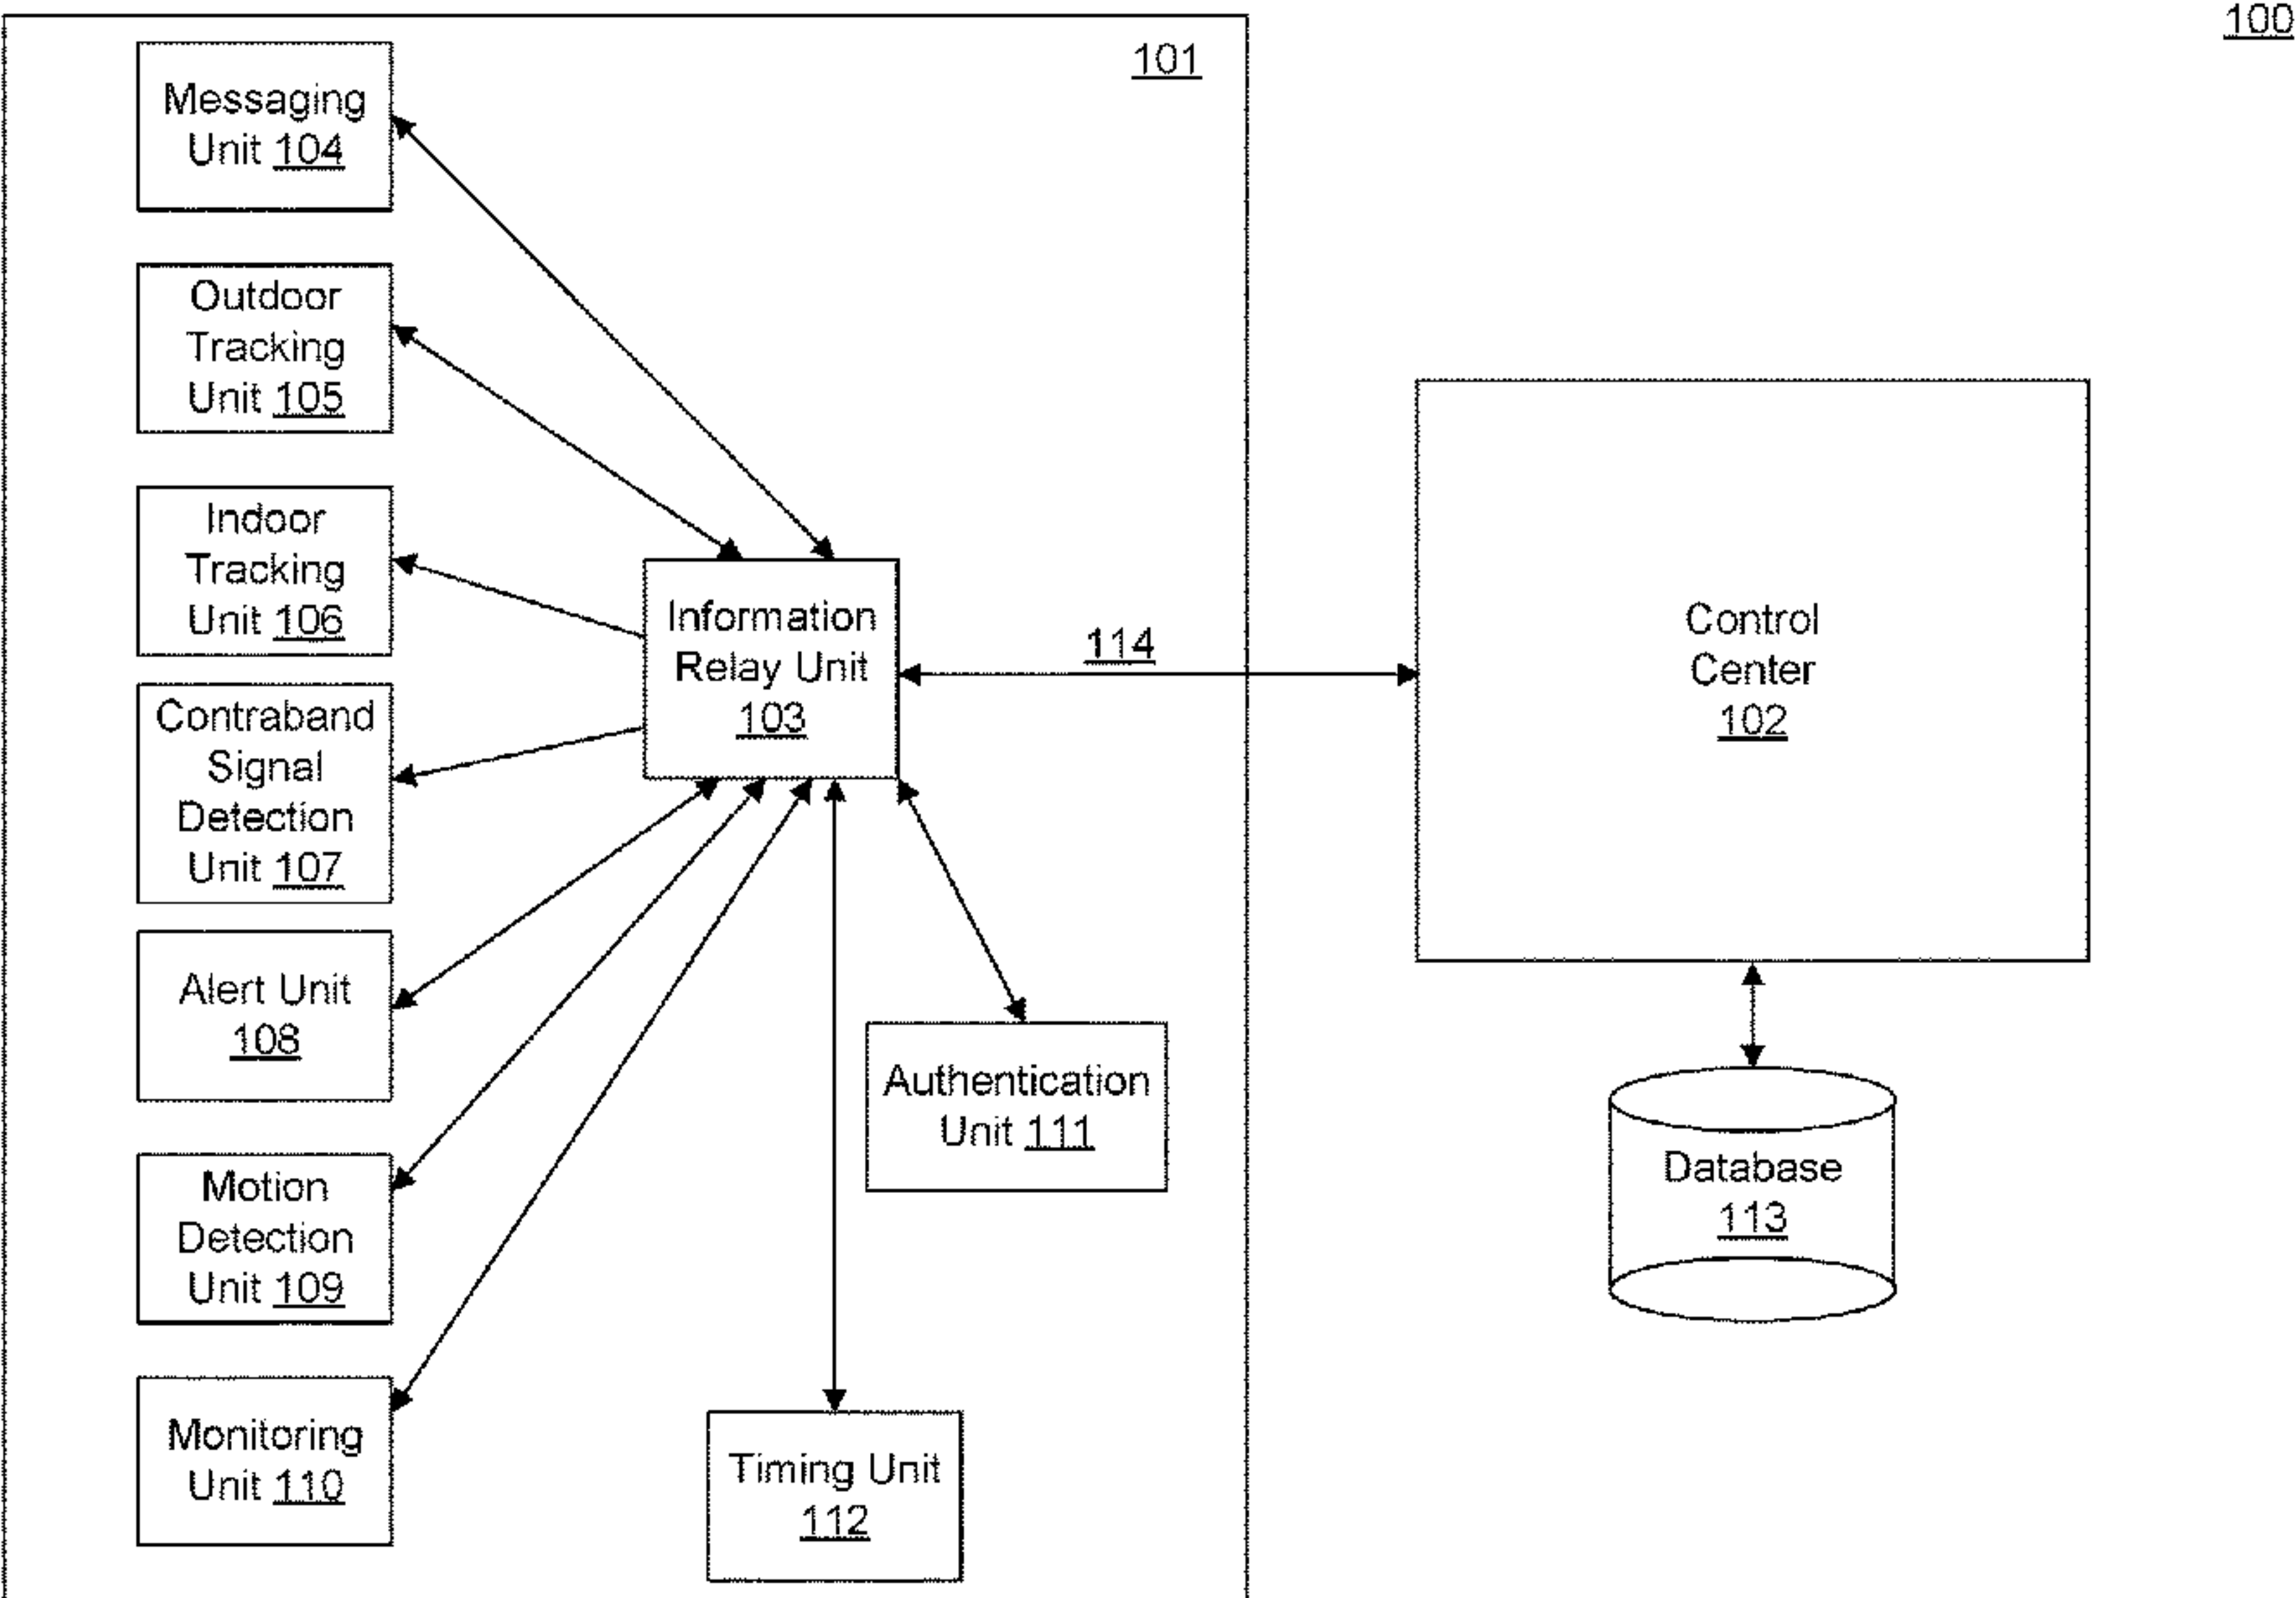 100
101
Messaging
Unit 104
Outdoor
Tracking
Unit 105
Indoor
Tracking
Unit 106
Contraband
Signal
Detection
Unit 107
Alert Unit
108
Motion
Detection
Unit 109
Monitoring
Unit 110
Information
Relay Unit
103
114
Authentication
Unit 111
Timing Unit
112
Control
Center
102
Database
113